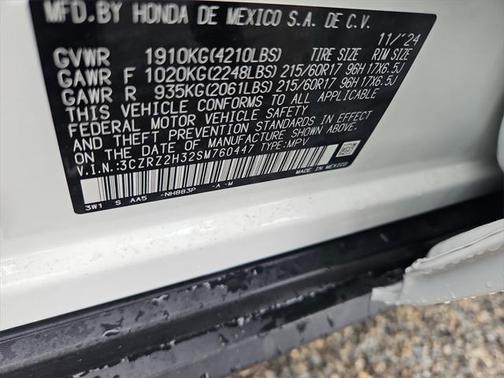 MFD.BY HONDA DE MEXICO S.A. DE C.V.
11/'24
GVWR 1910KG(4210LBS) TIRE SIZE RIM SIZE
GAWR F 1020KG(2248LBS) 215/60R17 96H 17X6.5J
GAWR R 935KG(2061LBS) 215/60R17 96H 17X6.5J
THIS VEHICLE CONFORMS TO ALL APPLICABLE
FEDERAL MOTOR VEHICLE SAFETY
AND THEFT PREVENTION STANDARDS IN EFFECT
ON THE DATE OF MANUFACTURE SHOWN ABOVE.
V.I.N:3CZRZ2H32SM760447 TYPE:MPV
3W1 S AA5 -NH883P -A -M
MADE IN MEXICO